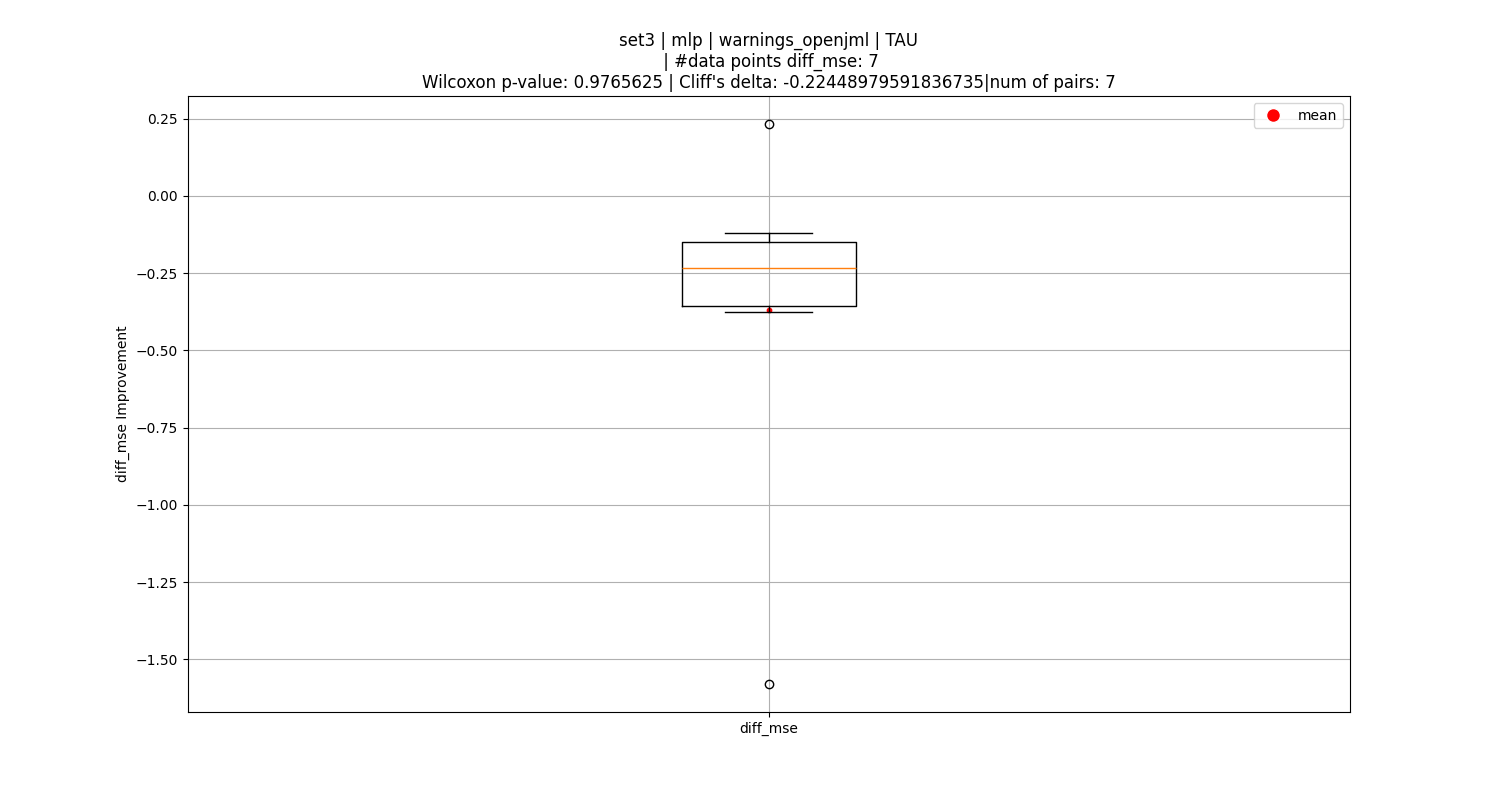 set3 | mlp | warnings_openjml | TAU
| #data points diff_mse: 7
Wilcoxon p-value: 0.9765625 | Cliff's delta: -0.22448979591836735|num of pairs: 7
mean
0.25
0.00
−0.25
−0.50
−0.75
−1.00
−1.25
−1.50
diff_mse Improvement
diff_mse